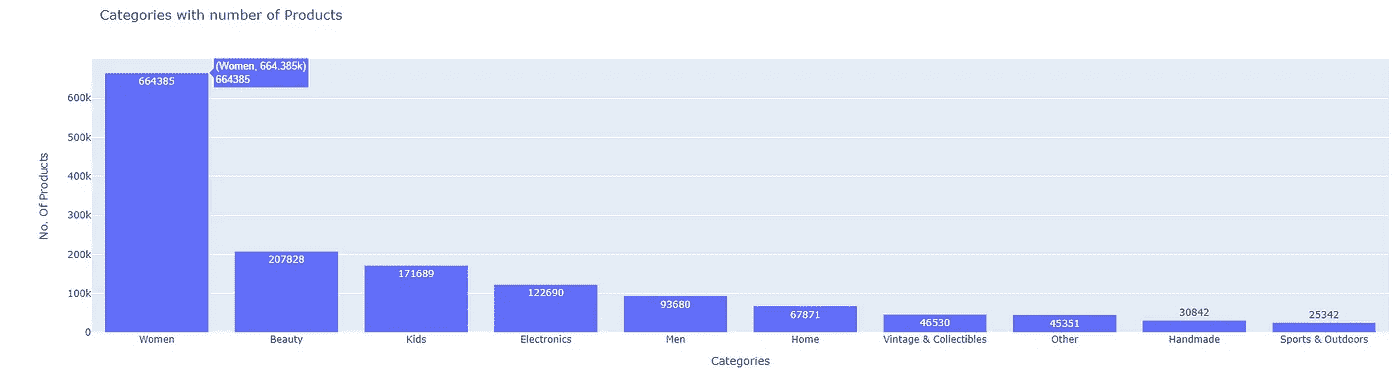 Categories with number of Products
(Women, 664.385k)
664385
664385
600k
500k
400k
300k
200k
100k
0
No. Of Products
207828
171689
122690
93680
67871
46530
45351
30842
25342
Women
Beauty
Kids
Electronics
Men
Home
Vintage & Collectibles
Other
Handmade
Sports & Outdoors
Categories